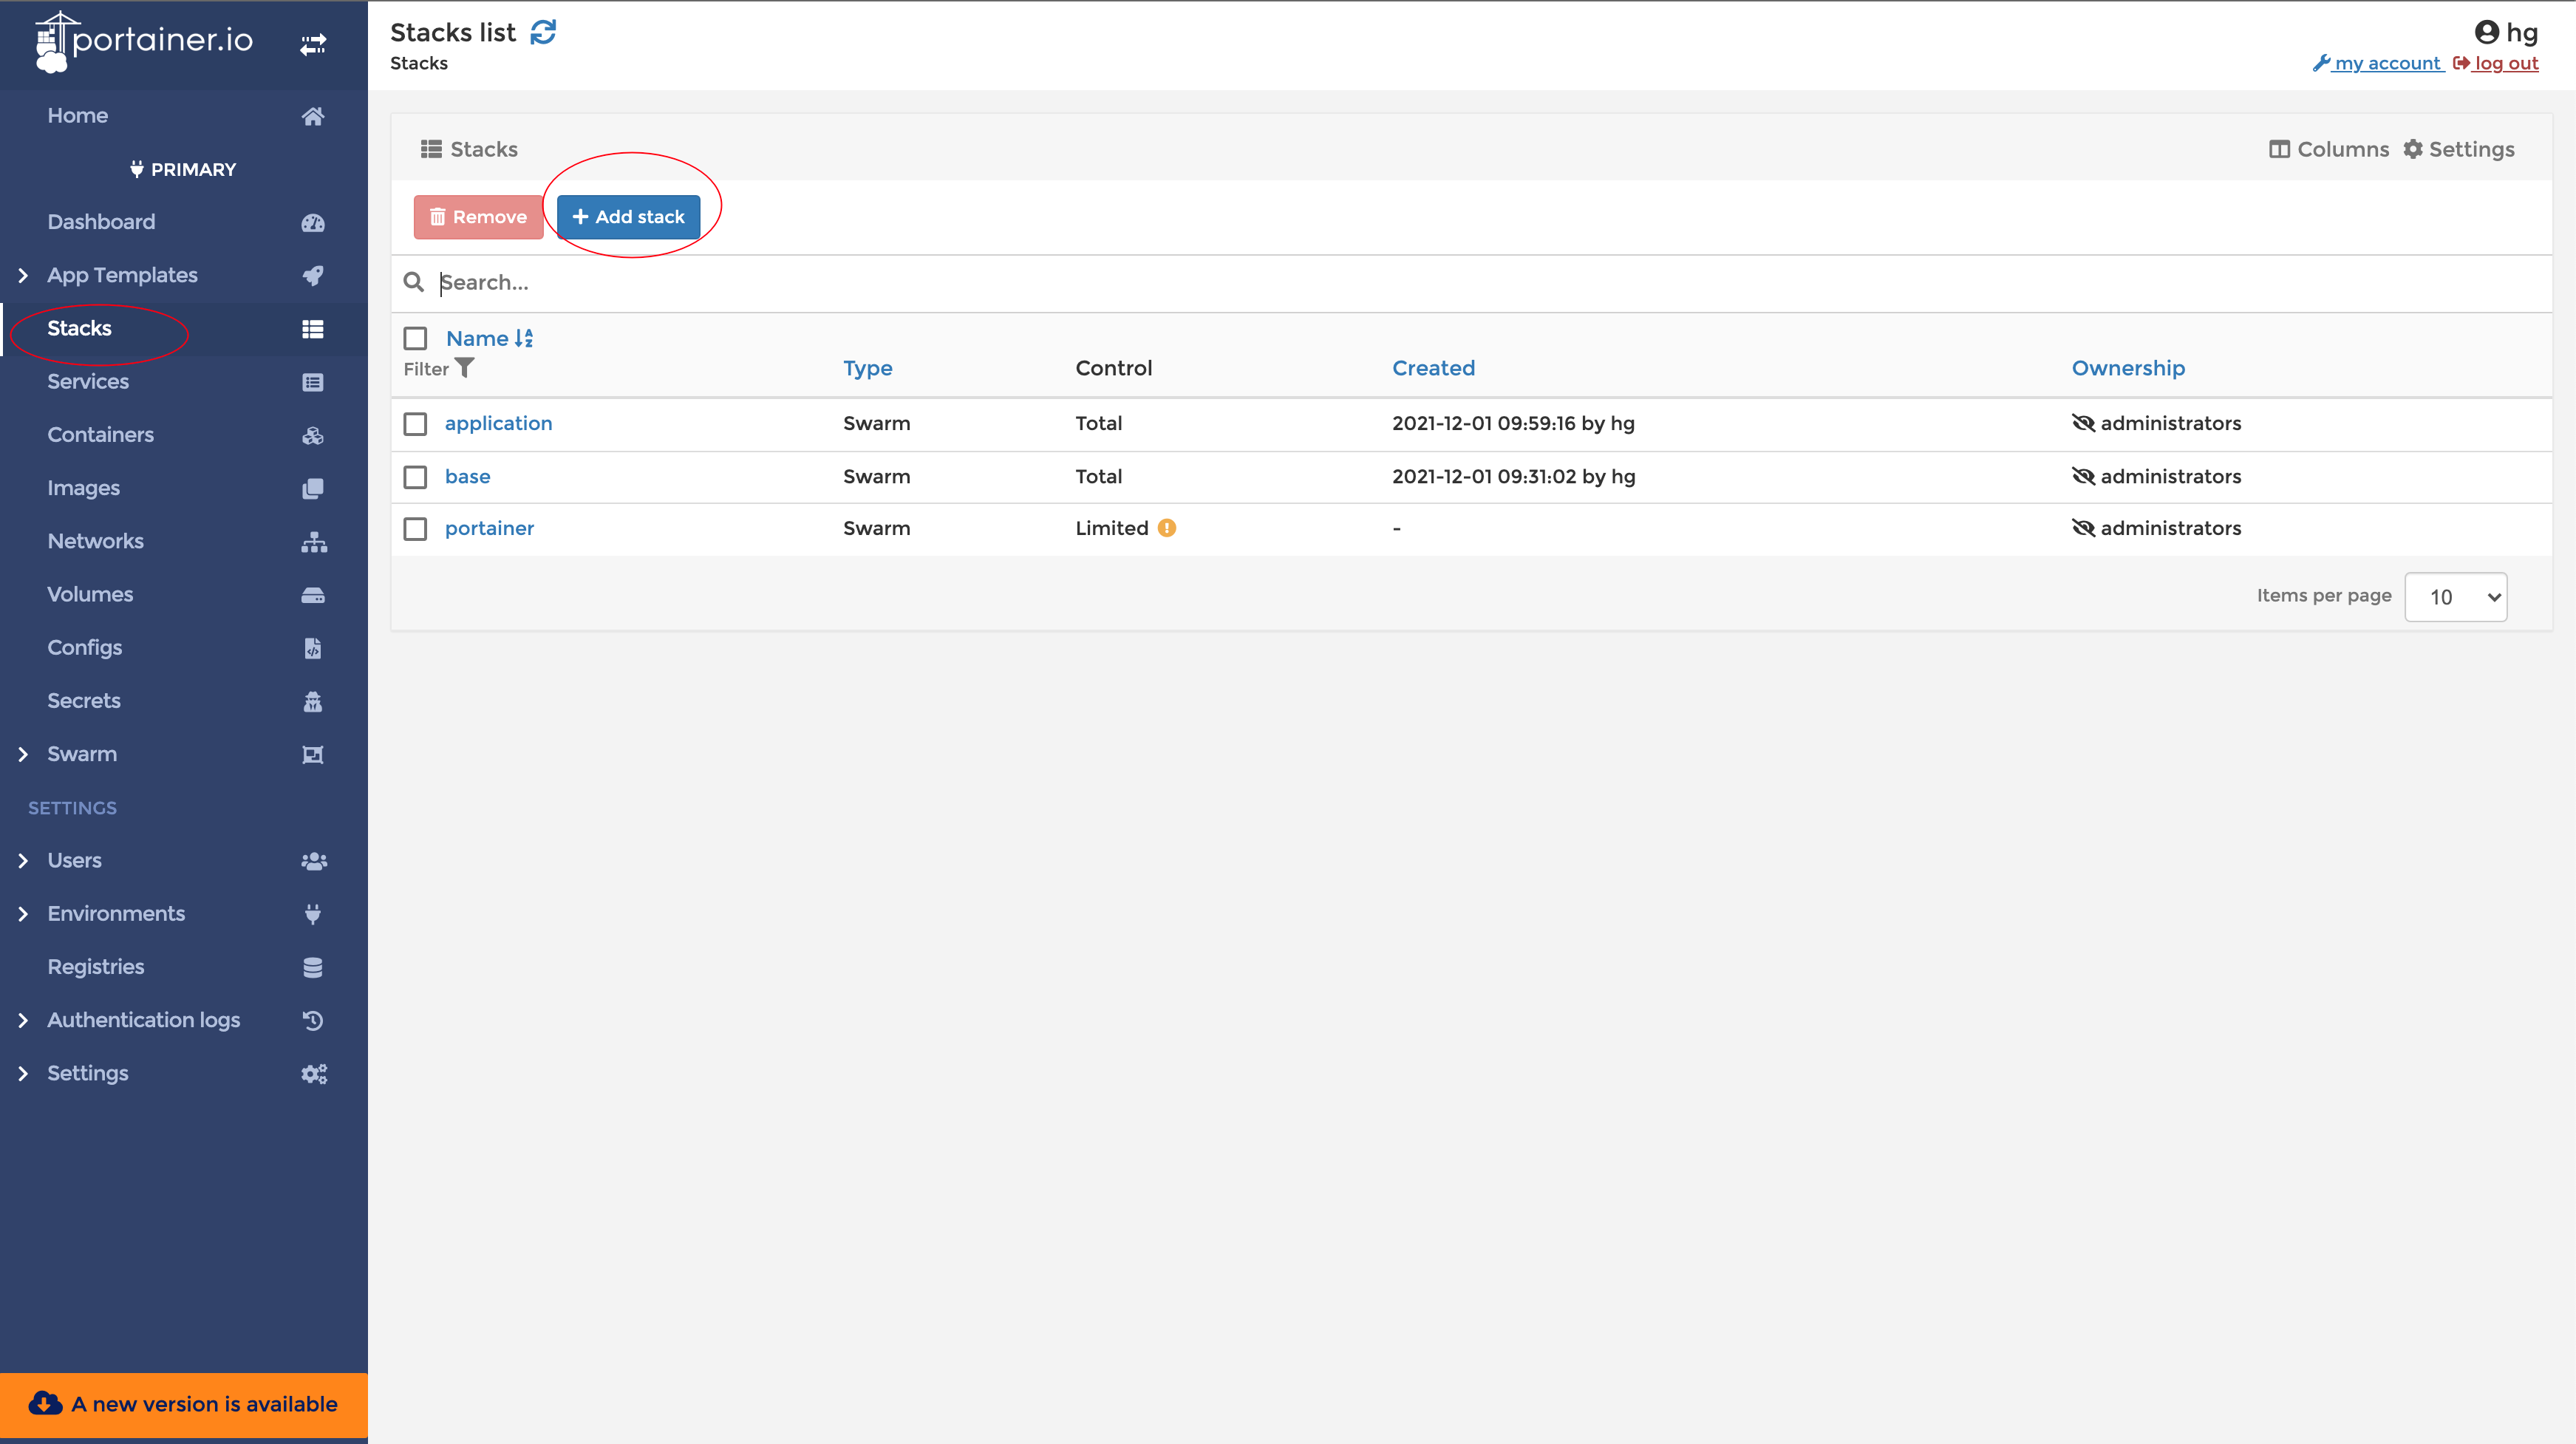 portainer.io
Home
PRIMARY
Dashboard
App Templates
Stacks
Services
Containers
Images
Networks
Volumes
Configs
Secrets
Swarm
SETTINGS
Users
Environments
Registries
Authentication logs
Settings
A new version is available
Stacks list
Stacks
hg
my account log out
Stacks
Columns Settings
Remove + Add stack
Search...
Name
Filter Type Control Created Ownership
application Swarm Total 2021-12-01 09:59:16 by hg administrators
base Swarm Total 2021-12-01 09:31:02 by hg administrators
portainer Swarm Limited - administrators
Items per page 10